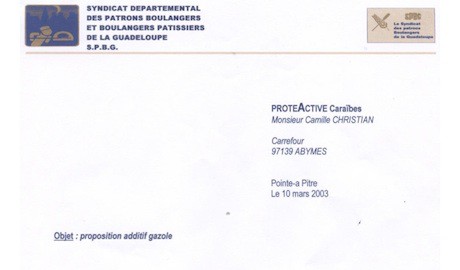 SYNDICAT DEPARTEMENTAL
DES PATRONS BOULANGERS
ET BOULANGERS PATISSIERS
DE LA GUADELOUPE
S.P.B.G.
Le Syndicat
des patrons
Boulangers
de la Guadeloupe
PROTEACTIVE Caraïbes
Monsieur Camille CHRISTIAN
Carrefour
97139 ABYMES
Pointe-a Pitre
Le 10 mars 2003
Objet : proposition additif gazole